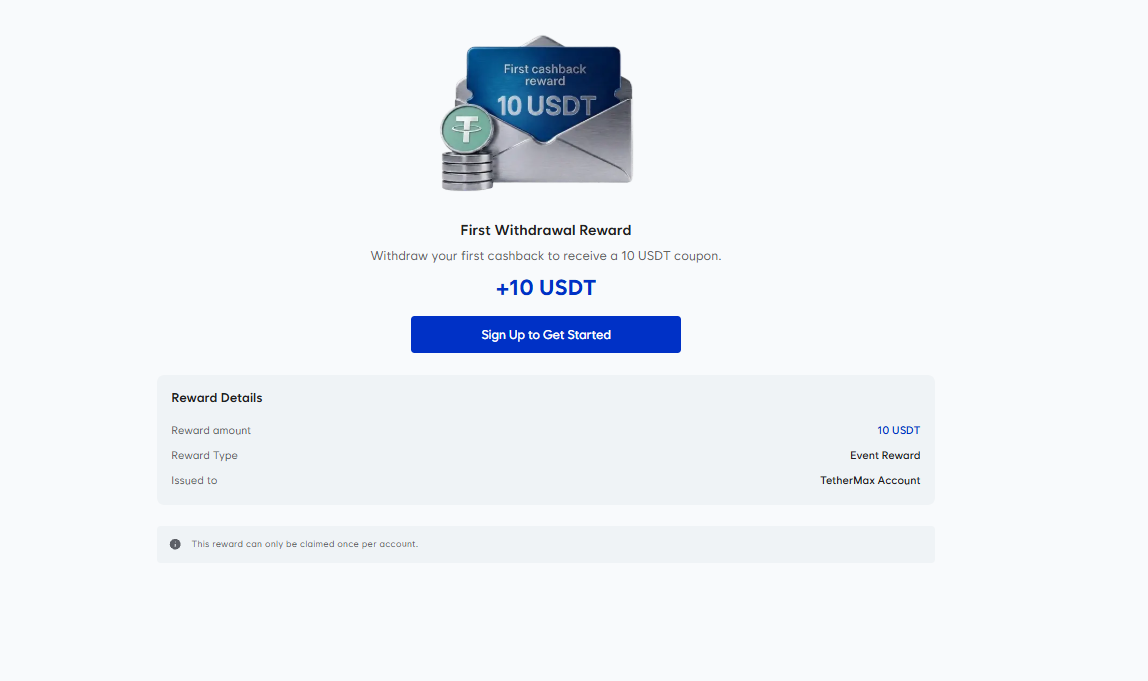 First cashback
reward
10 USDT
First Withdrawal Reward
Withdraw your first cashback to receive a 10 USDT coupon.
+10 USDT
Sign Up to Get Started
Reward Details
Reward amount 10 USDT
Reward Type Event Reward
Issued to TetherMax Account
This reward can only be claimed once per account.